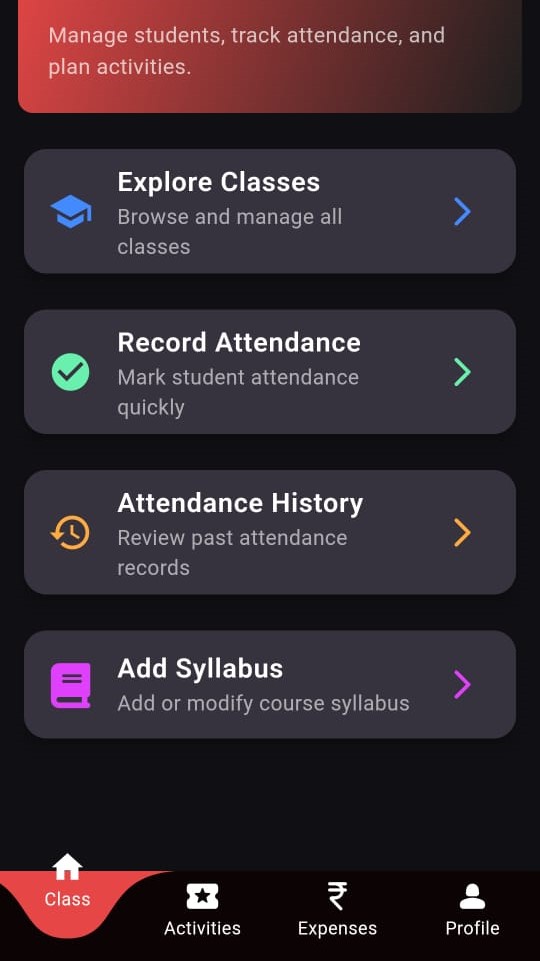 Manage students, track attendance, and
plan activities.
Explore Classes
Browse and manage all
classes
Record Attendance
Mark student attendance
quickly
Attendance History
Review past attendance
records
Add Syllabus
Add or modify course syllabus
Class
Activities
₹
Expenses
Profile